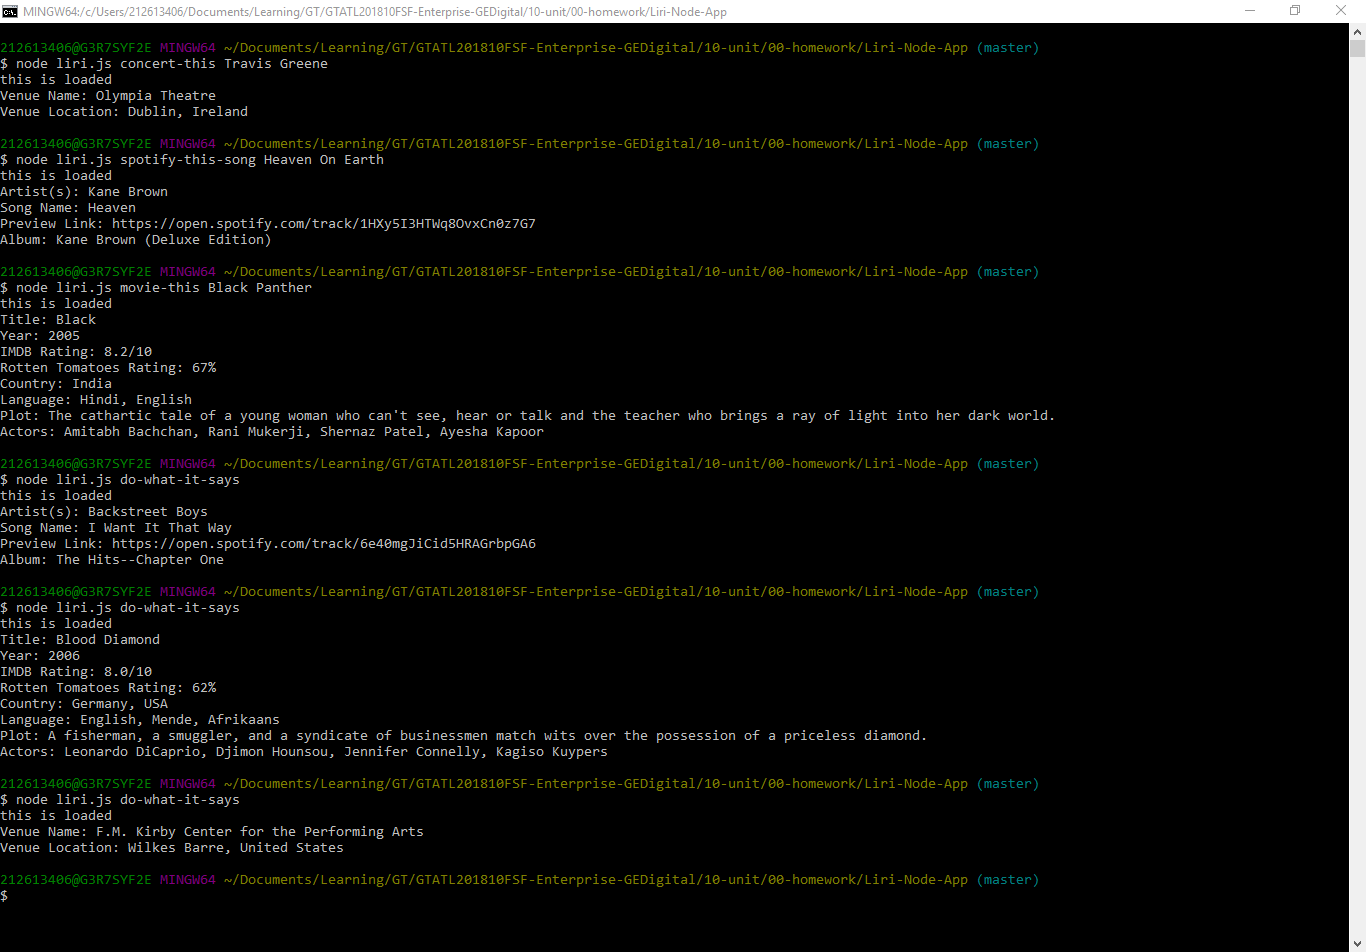 MINGW64:/c/Users/212613406/Documents/Learning/GT/GTATL201810FSF-Enterprise-GEDigital/10-unit/00-homework/Liri-Node-App
212613406@G3R7SYF2E MINGW64 ~/Documents/Learning/GT/GTATL201810FSF-Enterprise-GEDigital/10-unit/00-homework/Liri-Node-App (master)
$ node liri.js concert-this Travis Greene
this is loaded
Venue Name: Olympia Theatre
Venue Location: Dublin, Ireland
212613406@G3R7SYF2E MINGW64 ~/Documents/Learning/GT/GTATL201810FSF-Enterprise-GEDigital/10-unit/00-homework/Liri-Node-App (master)
$ node liri.js spotify-this-song Heaven On Earth
this is loaded
Artist(s): Kane Brown
Song Name: Heaven
Preview Link: https://open.spotify.com/track/1HXy5I3HTWq8OvxCn0z7G7
Album: Kane Brown (Deluxe Edition)
212613406@G3R7SYF2E MINGW64 ~/Documents/Learning/GT/GTATL201810FSF-Enterprise-GEDigital/10-unit/00-homework/Liri-Node-App (master)
$ node liri.js movie-this Black Panther
this is loaded
Title: Black
Year: 2005
IMDB Rating: 8.2/10
Rotten Tomatoes Rating: 67%
Country: India
Language: Hindi, English
Plot: The cathartic tale of a young woman who can't see, hear or talk and the teacher who brings a ray of light into her dark world.
Actors: Amitabh Bachchan, Rani Mukerji, Shernaz Patel, Ayesha Kapoor
212613406@G3R7SYF2E MINGW64 ~/Documents/Learning/GT/GTATL201810FSF-Enterprise-GEDigital/10-unit/00-homework/Liri-Node-App (master)
$ node liri.js do-what-it-says
this is loaded
Artist(s): Backstreet Boys
Song Name: I Want It That Way
Preview Link: https://open.spotify.com/track/6e40mgJiCid5HRAGrbpGA6
Album: The Hits--Chapter One
212613406@G3R7SYF2E MINGW64 ~/Documents/Learning/GT/GTATL201810FSF-Enterprise-GEDigital/10-unit/00-homework/Liri-Node-App (master)
$ node liri.js do-what-it-says
this is loaded
Title: Blood Diamond
Year: 2006
IMDB Rating: 8.0/10
Rotten Tomatoes Rating: 62%
Country: Germany, USA
Language: English, Mende, Afrikaans
Plot: A fisherman, a smuggler, and a syndicate of businessmen match wits over the possession of a priceless diamond.
Actors: Leonardo DiCaprio, Djimon Hounsou, Jennifer Connelly, Kagiso Kuypers
212613406@G3R7SYF2E MINGW64 ~/Documents/Learning/GT/GTATL201810FSF-Enterprise-GEDigital/10-unit/00-homework/Liri-Node-App (master)
$ node liri.js do-what-it-says
this is loaded
Venue Name: F.M. Kirby Center for the Performing Arts
Venue Location: Wilkes Barre, United States
212613406@G3R7SYF2E MINGW64 ~/Documents/Learning/GT/GTATL201810FSF-Enterprise-GEDigital/10-unit/00-homework/Liri-Node-App (master)
$